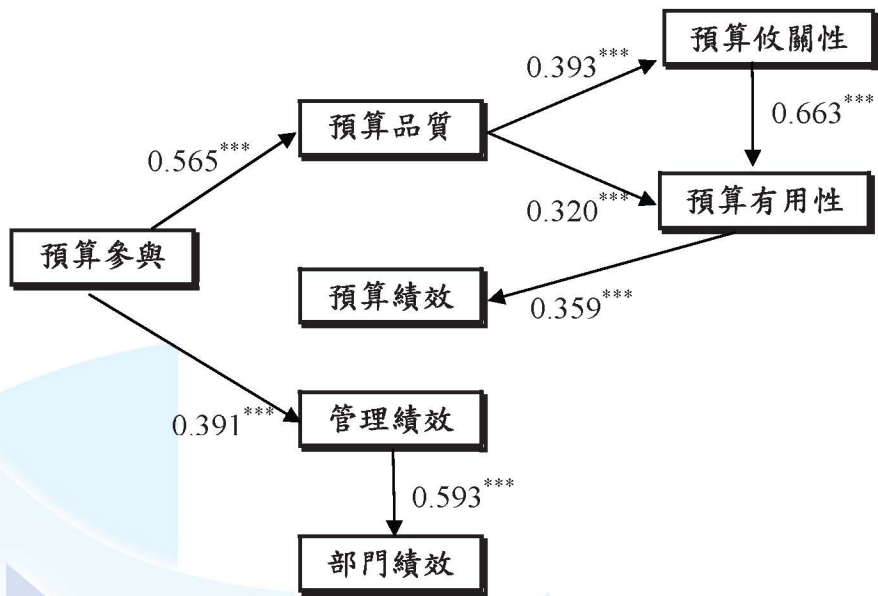 預算攸關性
0.393***
預算品質
0.663***
0.565***
預算有用性
0.320***
預算參與
預算績效
0.359***
管理績效
0.391***
0.593***
部門績效